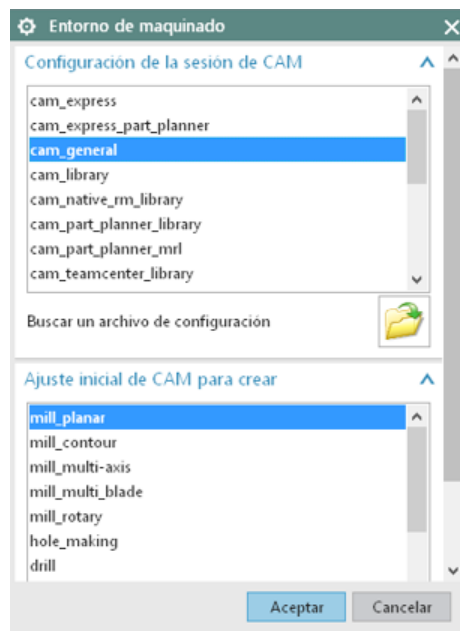 Entorno de maquinado
Configuración de la sesión de CAM
cam_express
cam_express_part_planner
cam_general
cam_library
cam_native_rm_library
cam_part_planner_library
cam_part_planner_mrl
cam_teamcenter_library
Buscar un archivo de configuración
Ajuste inicial de CAM para crear
mill_planar
mill_contour
mill_multi-axis
mill_multi_blade
mill_rotary
hole_making
drill
Aceptar Cancelar